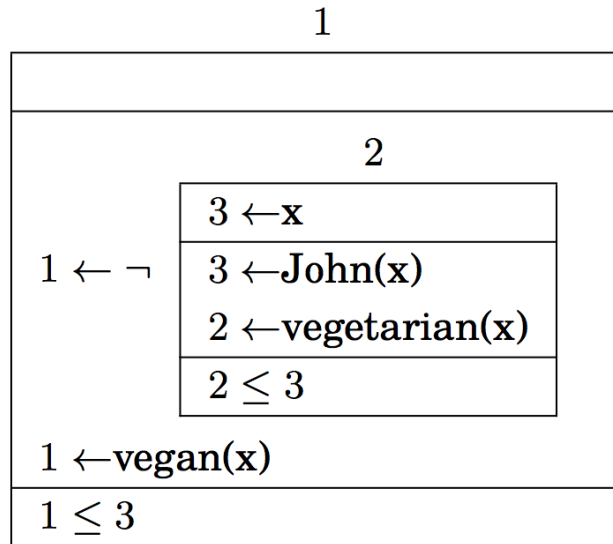 1
2
3 ←x
3 ←John(x)
1 ← ¬
2 ←vegetarian(x)
2 ≤ 3
1 ←vegan(x)
1 ≤ 3